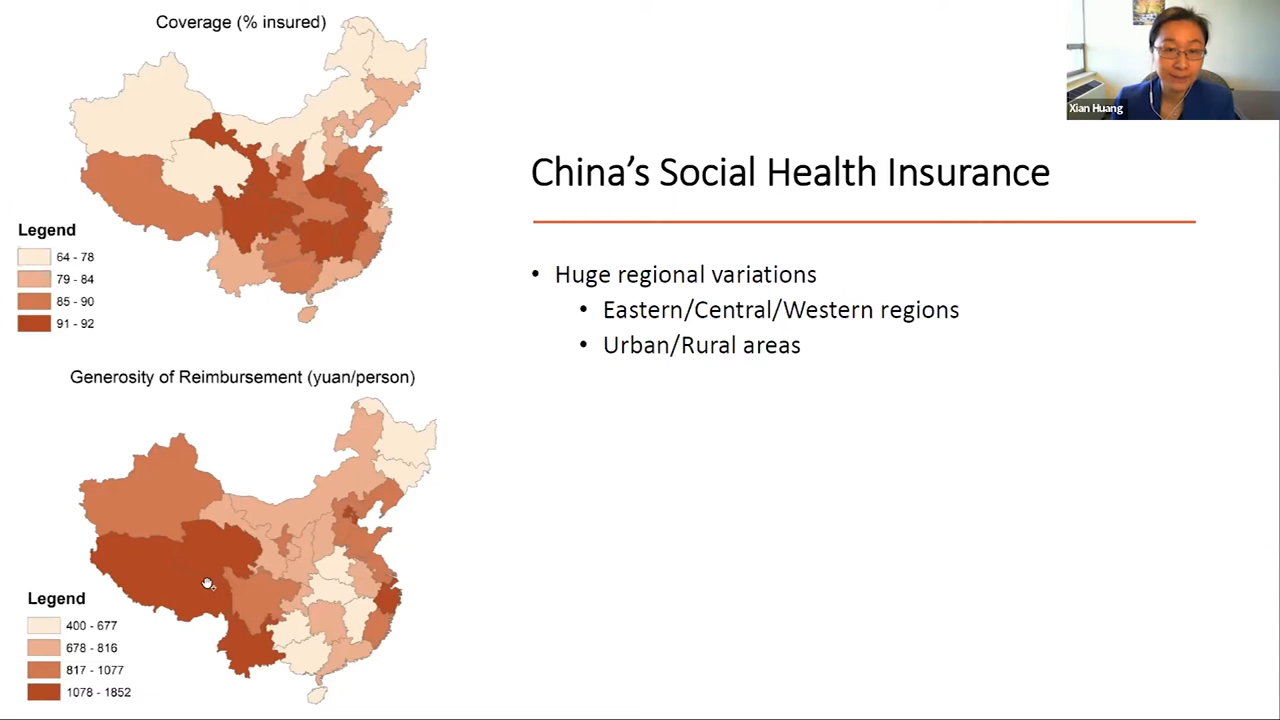 Coverage (% insured)
Legend
64 - 78
79 - 84
85 - 90
91 - 92
Generosity of Reimbursement (yuan/person)
Legend
400 - 677
678 - 816
817 - 1077
1078 - 1852
Xian Huang
China’s Social Health Insurance
• Huge regional variations
• Eastern/Central/Western regions
• Urban/Rural areas